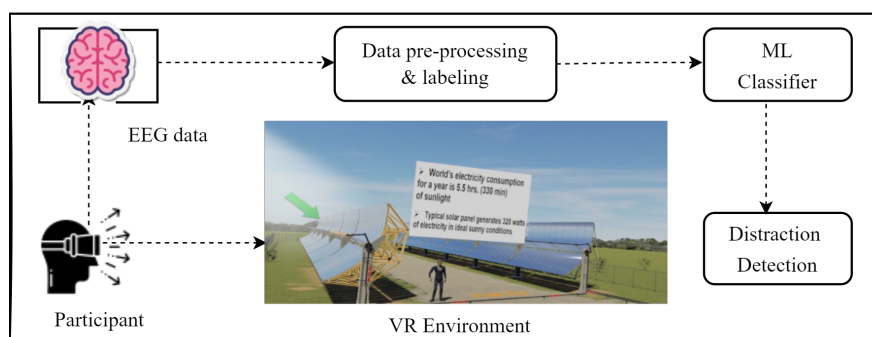 Data pre-processing
& labeling
ML
Classifier
EEG data
➤ World's electricity consumption
for a year is 5.5 hrs. (330 min)
of sunlight
➤ Typical solar panel generates 320 watts
of electricity in ideal sunny conditions
Distraction
Detection
Participant
VR Environment